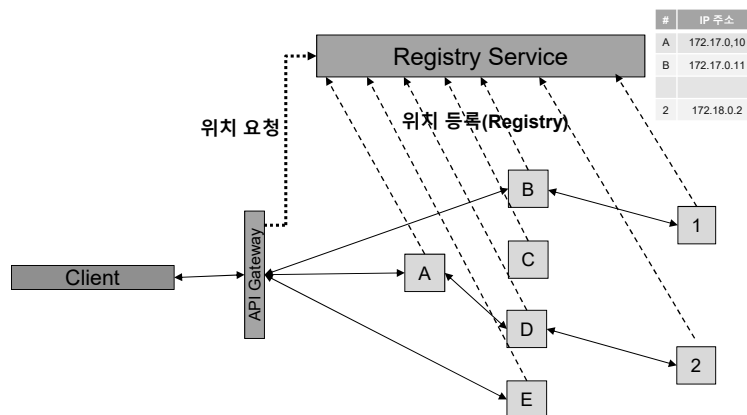 # IP 주소
A 172.17.0,10
B 172.17.0.11
2 172.18.0.2
Registry Service
위치 요청
위치 등록(Registry)
B
1
C
A
API Gateway
Client
D
2
E